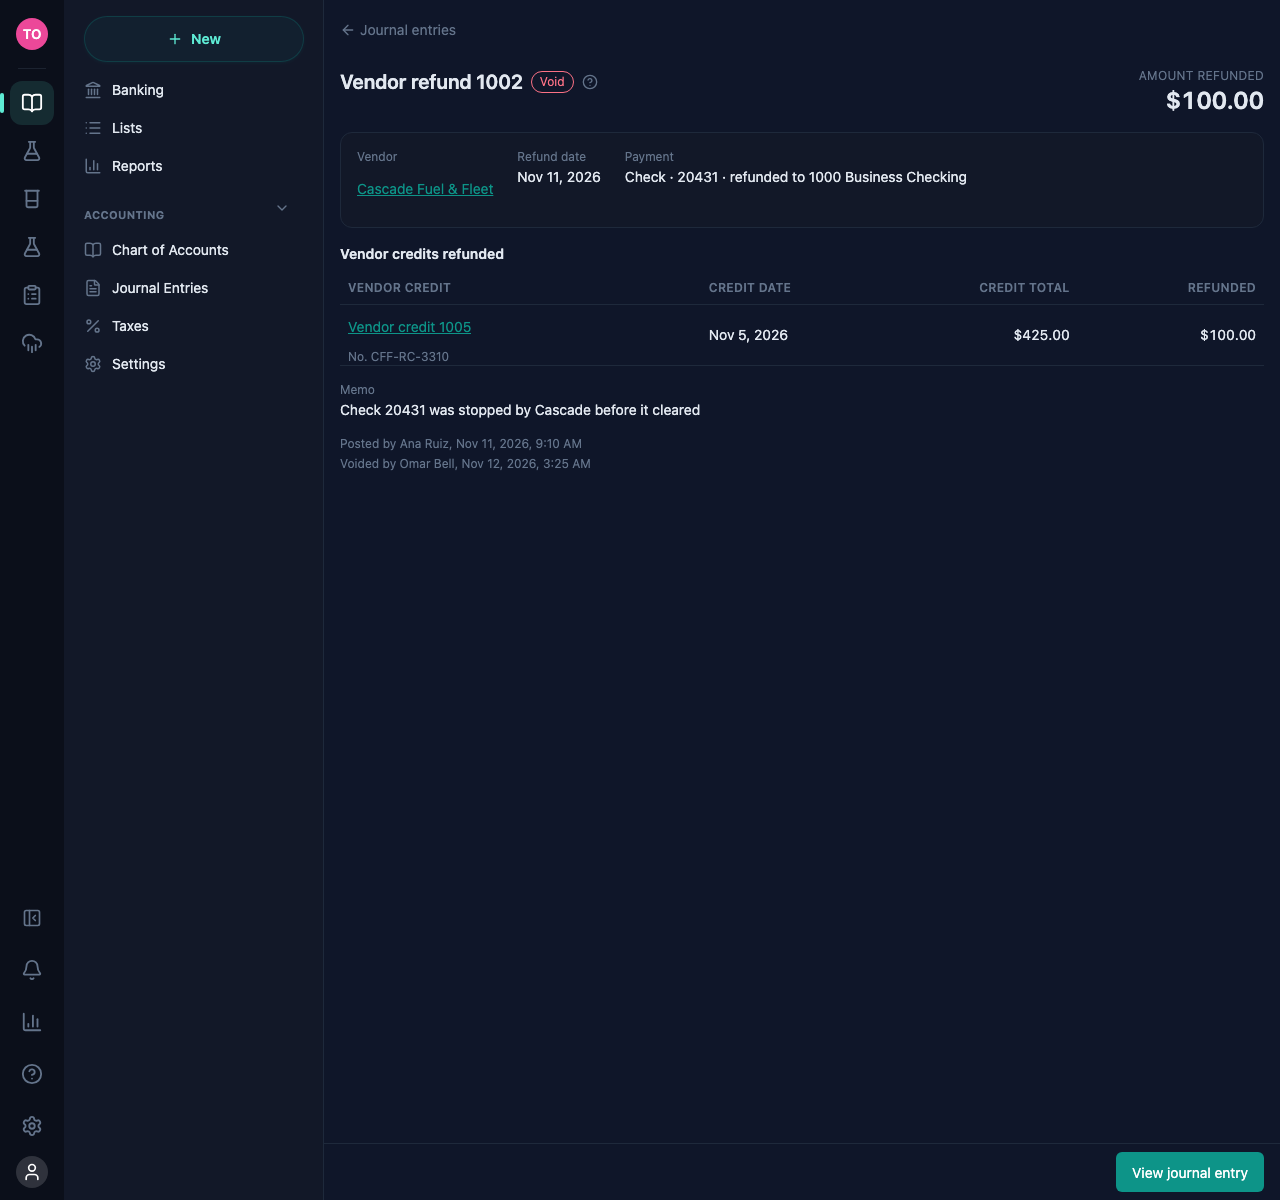 TO
New
Banking
Lists
Reports
ACCOUNTING
Chart of Accounts
Journal Entries
Taxes
Settings
Journal entries
Vendor refund 1002
Void
AMOUNT REFUNDED
$100.00
Vendor
Cascade Fuel & Fleet
Refund date
Nov 11, 2026
Payment
Check · 20431 · refunded to 1000 Business Checking
Vendor credits refunded
VENDOR CREDIT CREDIT DATE CREDIT TOTAL REFUNDED
Vendor credit 1005 Nov 5, 2026 $425.00 $100.00
No. CFF-RC-3310
Memo
Check 20431 was stopped by Cascade before it cleared
Posted by Ana Ruiz, Nov 11, 2026, 9:10 AM
Voided by Omar Bell, Nov 12, 2026, 3:25 AM
View journal entry